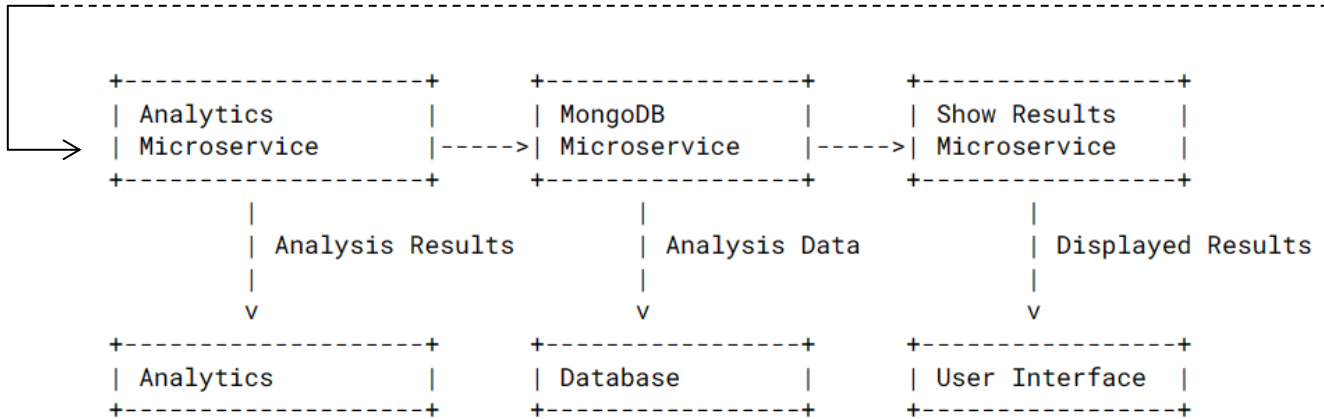 Analytics
Microservice
MongoDB
Microservice
Show Results
Microservice
Analysis Results
Analysis Data
Displayed Results
Analytics
Database
User Interface